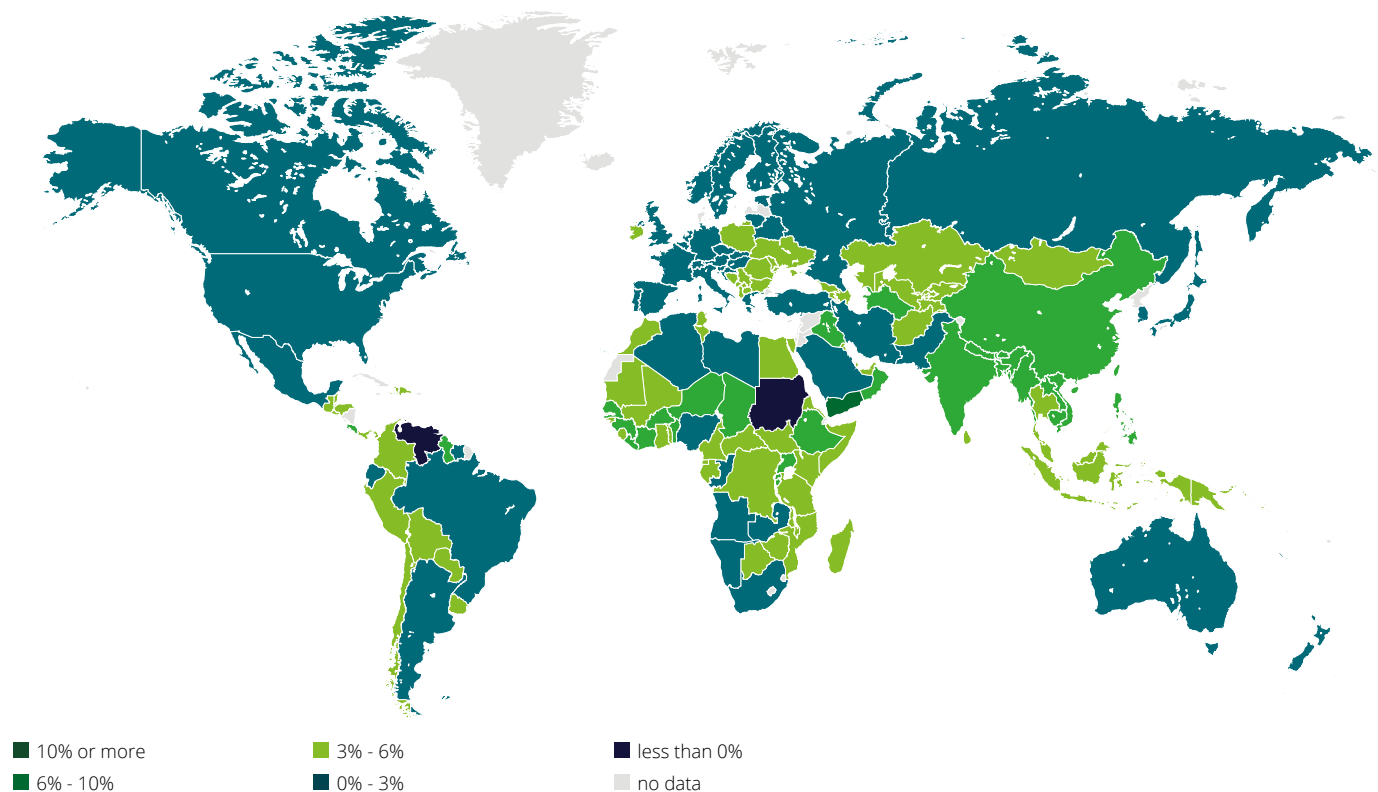 10% or more
6% - 10%
3% - 6%
0% - 3%
less than 0%
no data